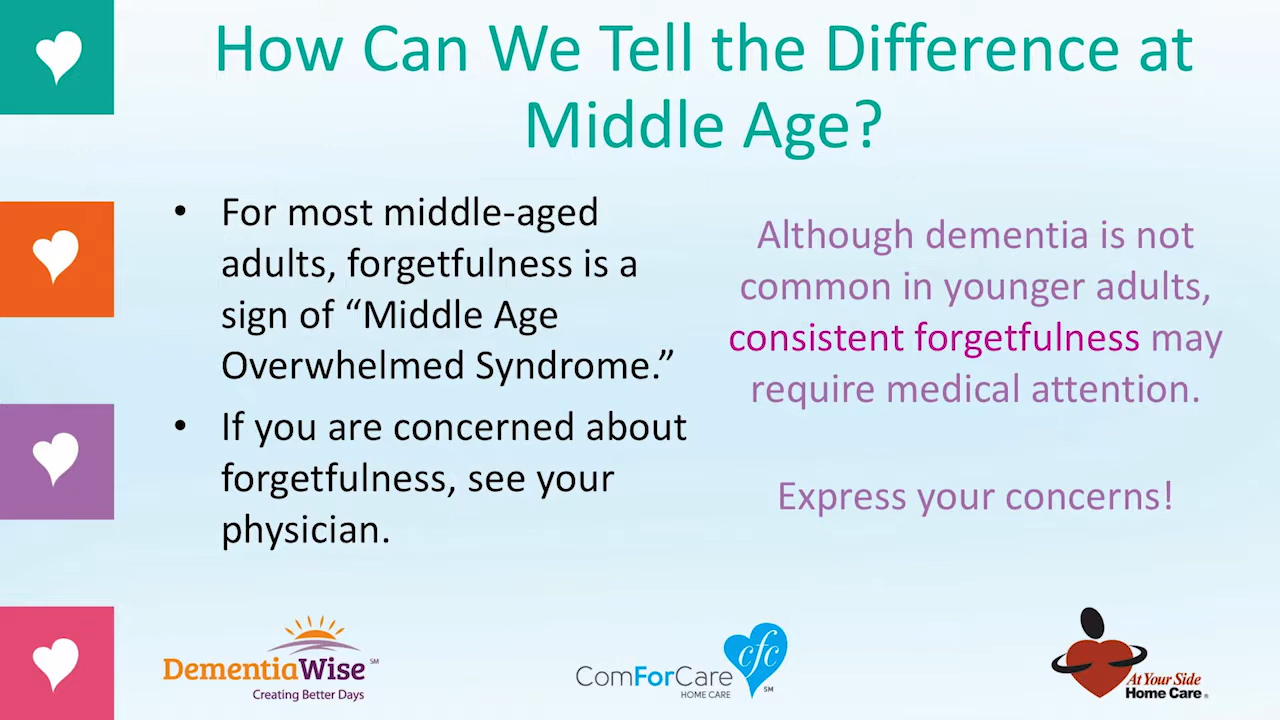 How Can We Tell the Difference at
Middle Age?
• For most middle-aged
adults, forgetfulness is a
sign of “Middle Age
Overwhelmed Syndrome.”
• If you are concerned about
forgetfulness, see your
physician.
Although dementia is not
common in younger adults,
consistent forgetfulness may
require medical attention.
Express your concerns!
DementiaWise SM
Creating Better Days
cfc
ComForCare SM
HOME CARE
At Your Side
Home Care®